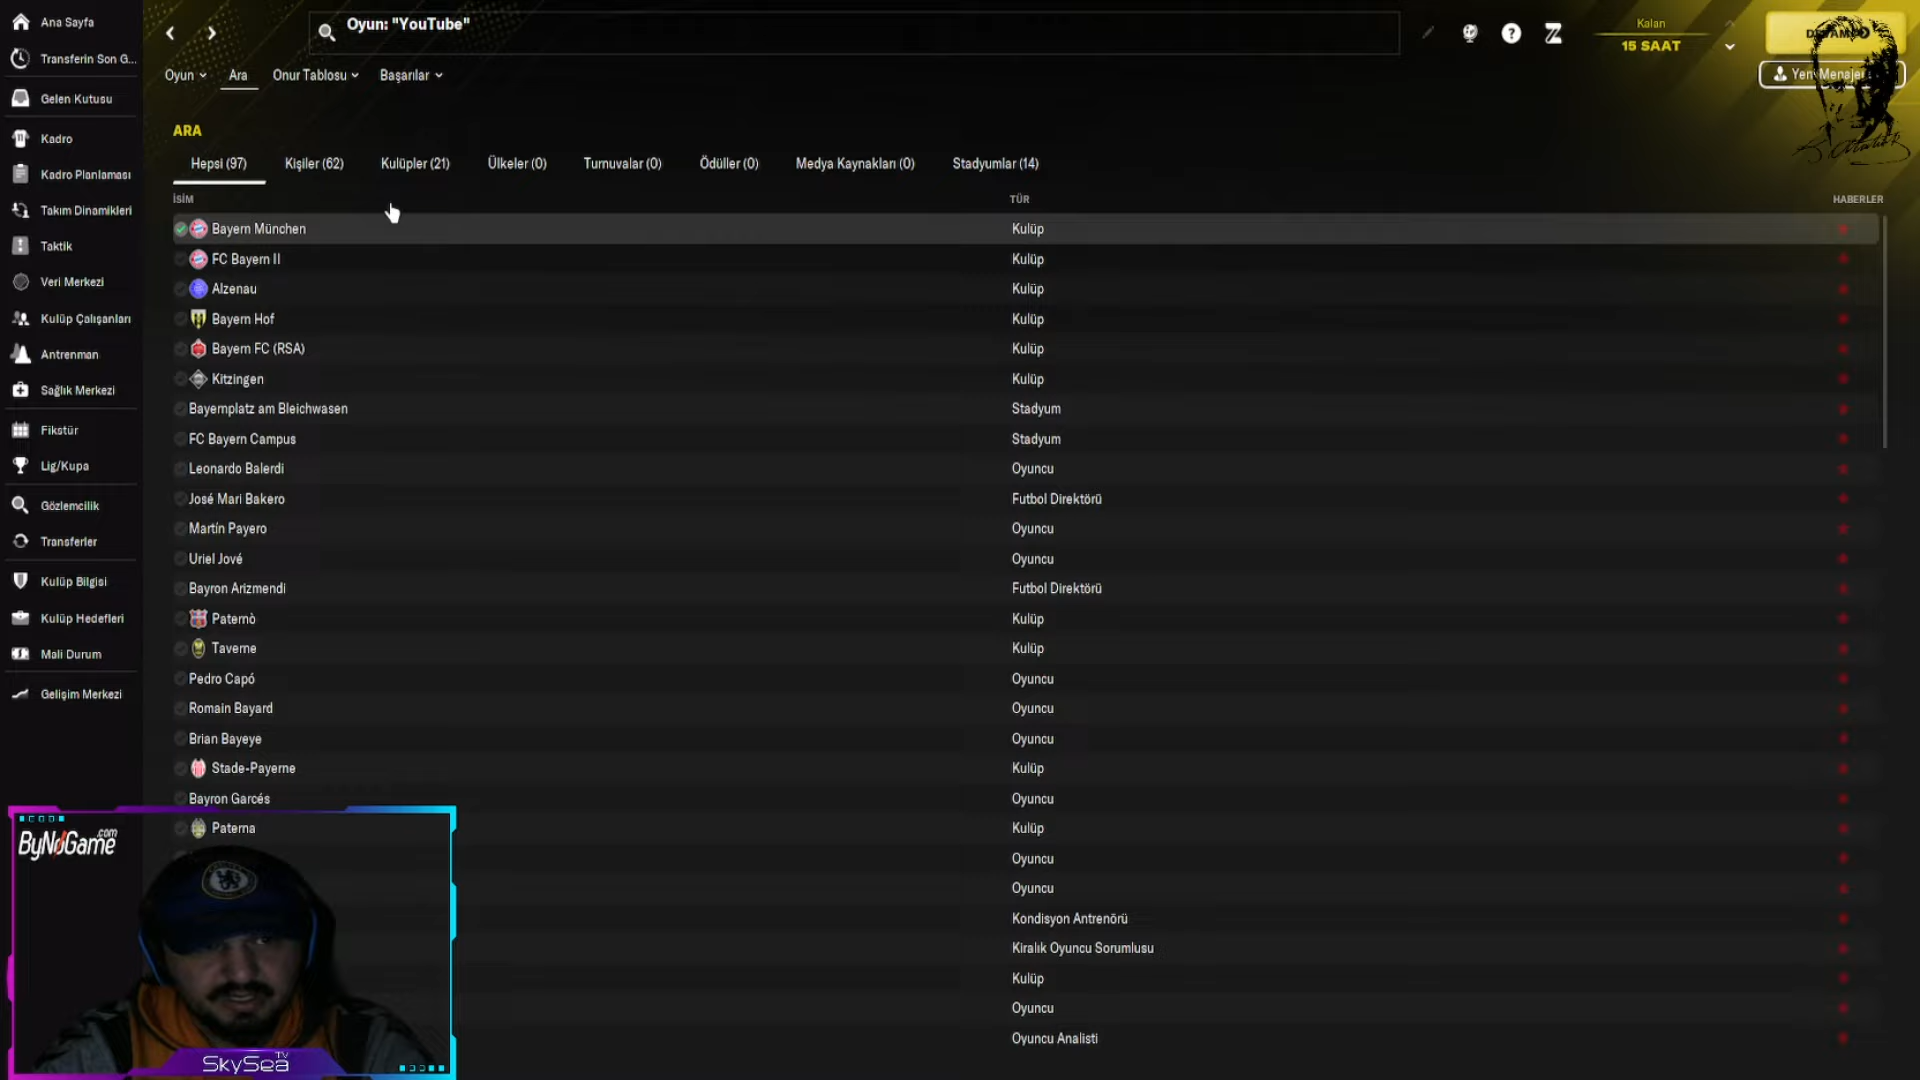 Ana Sayfa
Transferin Son G...
Gelen Kutusu
Kadro
Kadro Planlaması
Takım Dinamikleri
Taktik
Veri Merkezi
Kulüp Çalışanları
Antrenman
Sağlık Merkezi
Fikstür
Lig/Kupa
Gözlemcilik
Transferler
Kulüp Bilgisi
Kulüp Hedefleri
Mali Durum
Gelişim Merkezi
Oyun: "YouTube"
Kalan
15 SAAT
Yeni Menajer
Oyun
Ara
Onur Tablosu
Başarılar
ARA
Hepsi (97)
Kişiler (62)
Kulüpler (21)
Ülkeler (0)
Turnuvalar (0)
Ödüller (0)
Medya Kaynakları (0)
Stadyumlar (14)
İSİM TÜR HABERLER
Bayern München Kulüp
FC Bayern II Kulüp
Alzenau Kulüp
Bayern Hof Kulüp
Bayern FC (RSA) Kulüp
Kitzingen Kulüp
Bayernplatz am Bleichwasen Stadyum
FC Bayern Campus Stadyum
Leonardo Balerdi Oyuncu
José Mari Bakero Futbol Direktörü
Martín Payero Oyuncu
Uriel Jové Oyuncu
Bayron Arizmendi Futbol Direktörü
Paternò Kulüp
Taverne Kulüp
Pedro Capó Oyuncu
Romain Bayard Oyuncu
Brian Bayeye Oyuncu
Stade-Payerne Kulüp
Bayron Garcés Oyuncu
Paterna Kulüp
Oyuncu
Oyuncu
Kondisyon Antrenörü
Kiralık Oyuncu Sorumlusu
Kulüp
Oyuncu
Oyuncu Analisti
ByNoGame.com
SkySea TV